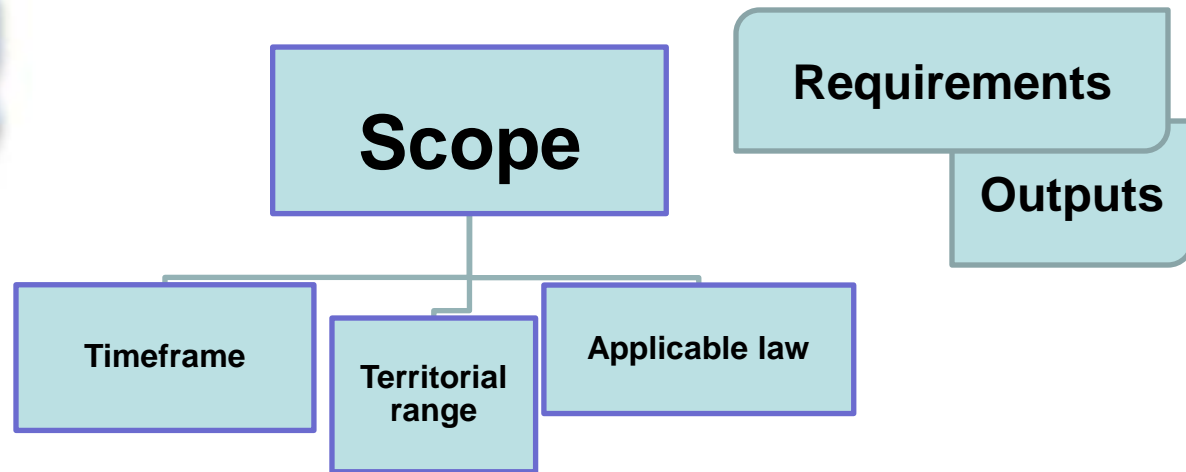 Scope
Requirements
Outputs
Timeframe
Territorial
range
Applicable law